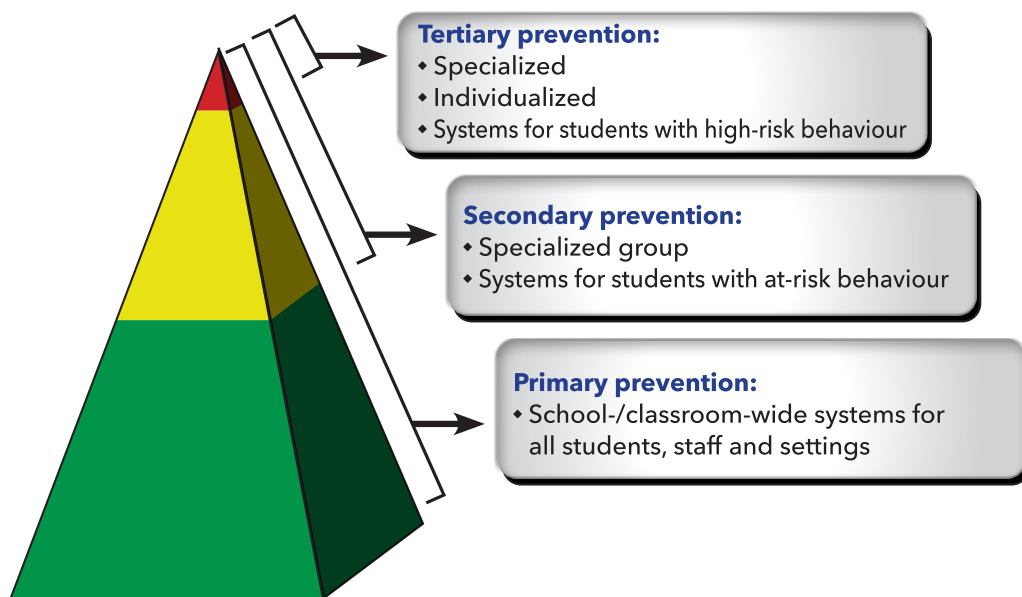 Tertiary prevention:
◆ Specialized
◆ Individualized
◆ Systems for students with high-risk behaviour
Secondary prevention:
◆ Specialized group
◆ Systems for students with at-risk behaviour
Primary prevention:
◆ School-/classroom-wide systems for
all students, staff and settings